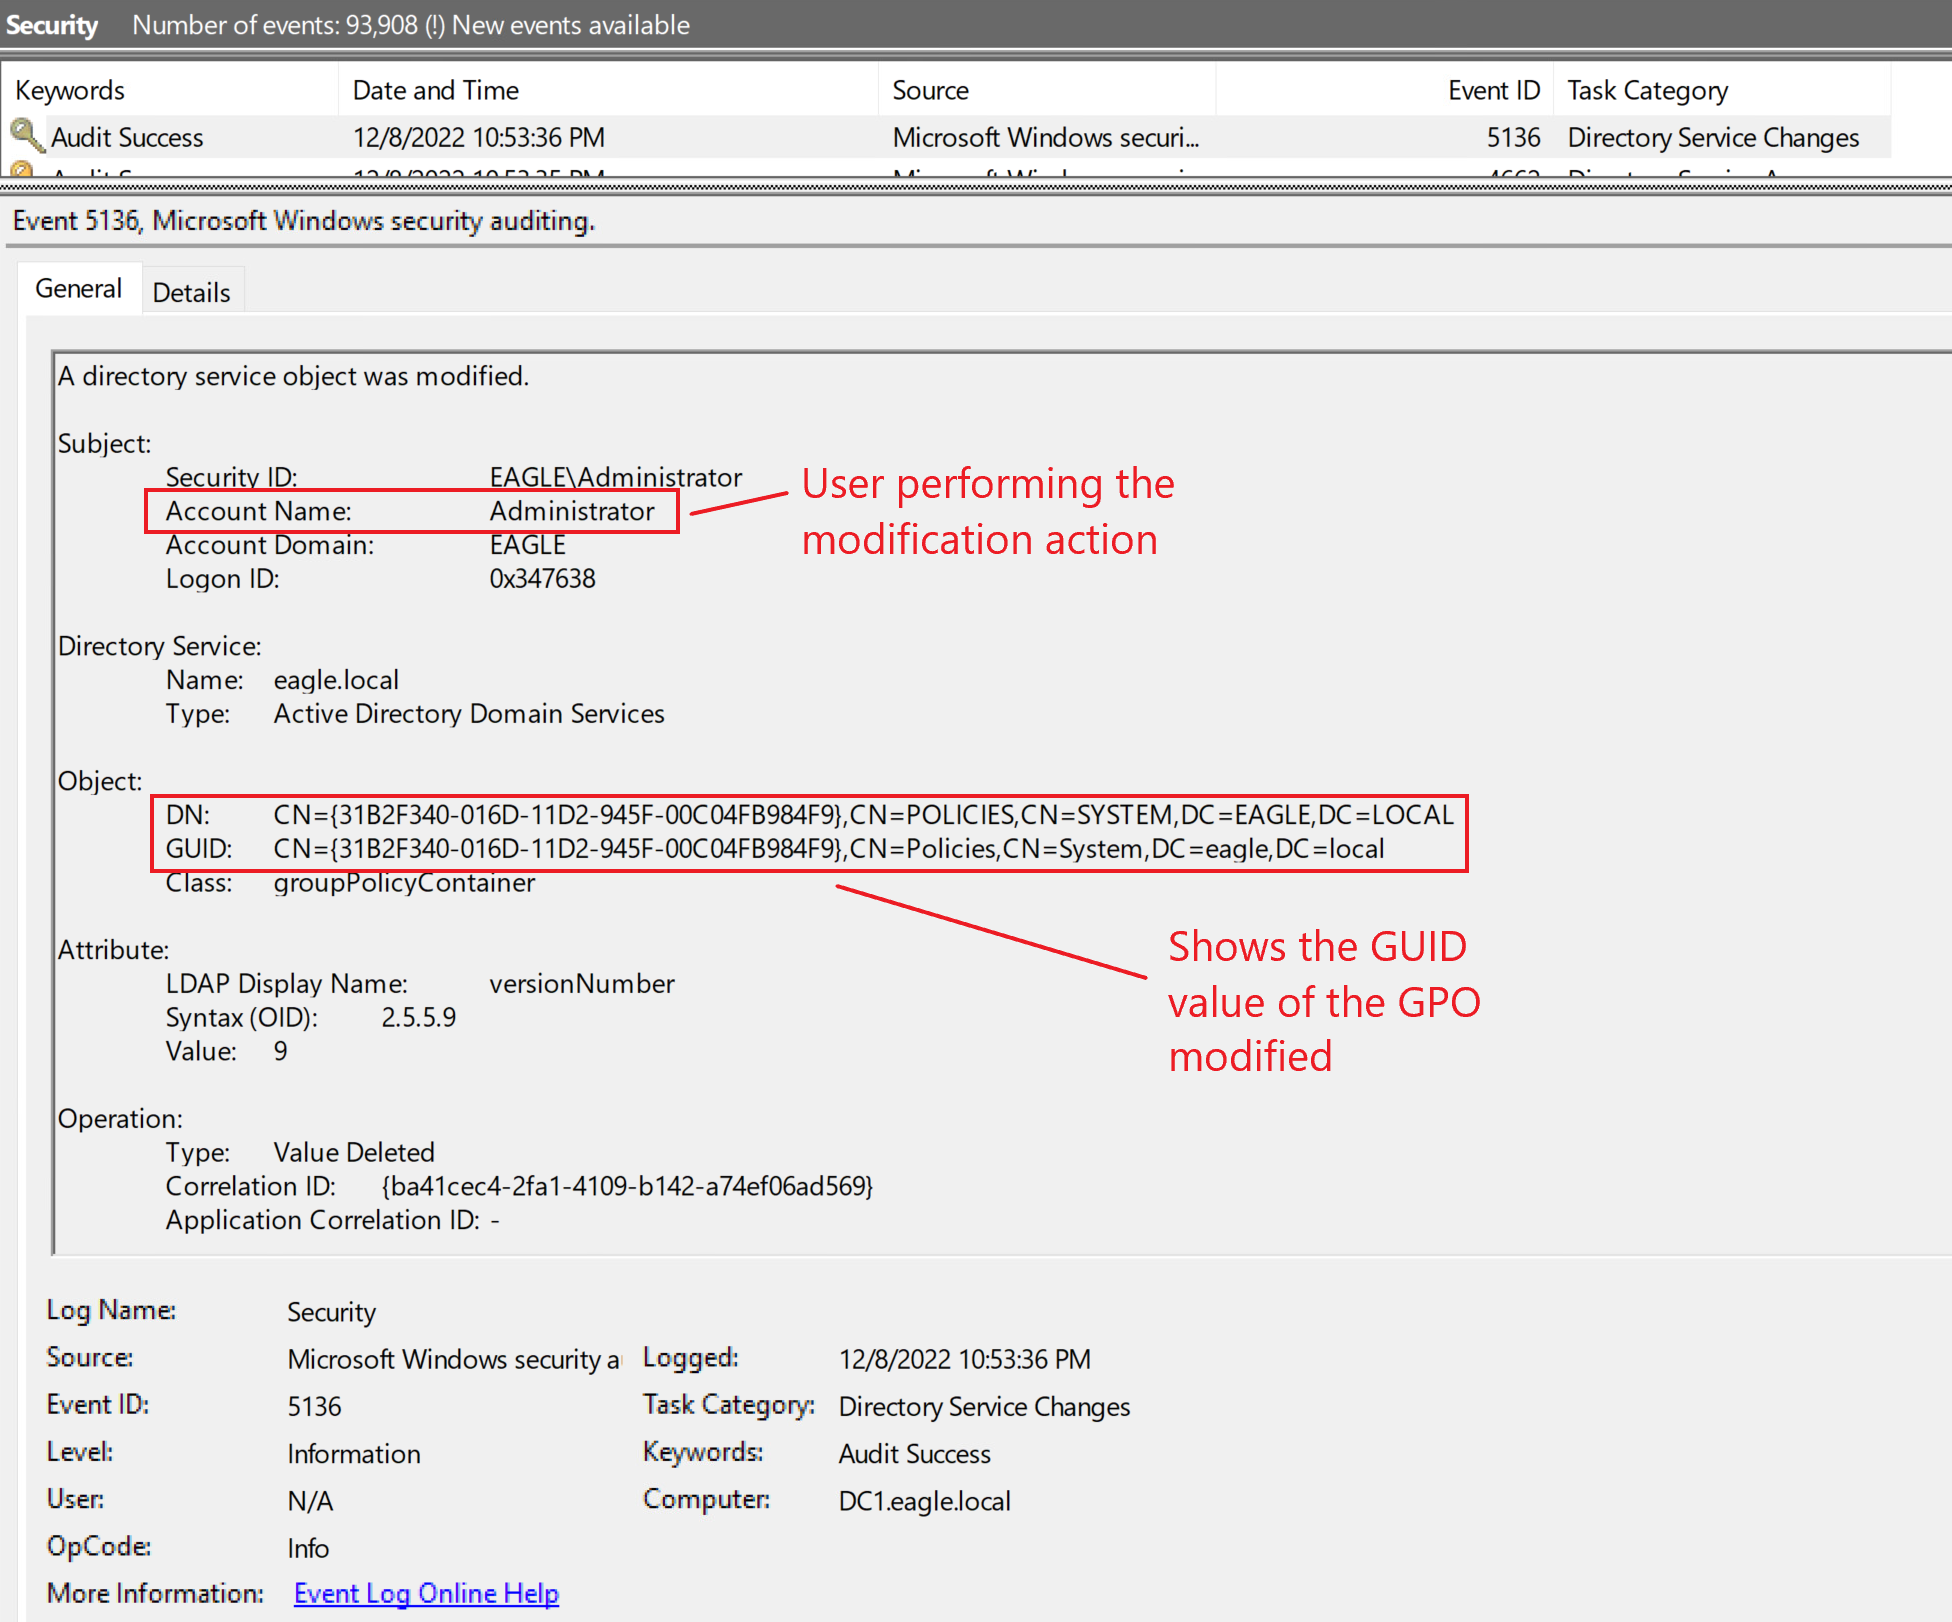 Security Number of events: 93,908 (!) New events available
Keywords Date and Time Source Event ID Task Category
Audit Success 12/8/2022 10:53:36 PM Microsoft Windows securi... 5136 Directory Service Changes
Event 5136, Microsoft Windows security auditing.
General Details
A directory service object was modified.
Subject:
Security ID: EAGLE\Administrator
Account Name: Administrator
Account Domain: EAGLE
Logon ID: 0x347638
User performing the
modification action
Directory Service:
Name: eagle.local
Type: Active Directory Domain Services
Object:
DN: CN={31B2F340-016D-11D2-945F-00C04FB984F9},CN=POLICIES,CN=SYSTEM,DC=EAGLE,DC=LOCAL
GUID: CN={31B2F340-016D-11D2-945F-00C04FB984F9},CN=Policies,CN=System,DC=eagle,DC=local
Class: groupPolicyContainer
Shows the GUID
value of the GPO
modified
Attribute:
LDAP Display Name: versionNumber
Syntax (OID): 2.5.5.9
Value: 9
Operation:
Type: Value Deleted
Correlation ID: {ba41cec4-2fa1-4109-b142-a74ef06ad569}
Application Correlation ID: -
Log Name: Security
Source: Microsoft Windows security a Logged: 12/8/2022 10:53:36 PM
Event ID: 5136 Task Category: Directory Service Changes
Level: Information Keywords: Audit Success
User: N/A Computer: DC1.eagle.local
OpCode: Info
More Information: Event Log Online Help